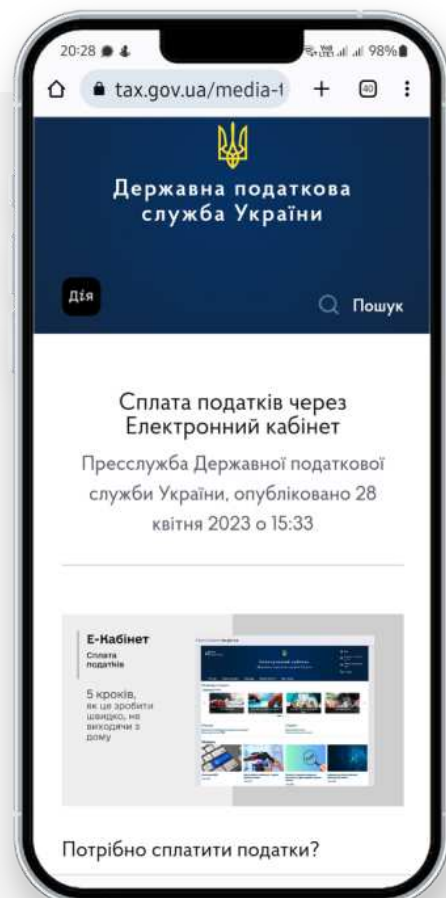 20:28
98%
tax.gov.ua/media-1
40
Державна податкова
служба України
Дія
Пошук
Сплата податків через
Електронний кабінет
Пресслужба Державної податкової
служби України, опубліковано 28
квітня 2023 о 15:33
Е-Кабінет
Сплата
податків
5 кроків,
як це зробити
швидко, не
виходячи з
дому
Потрібно сплатити податки?